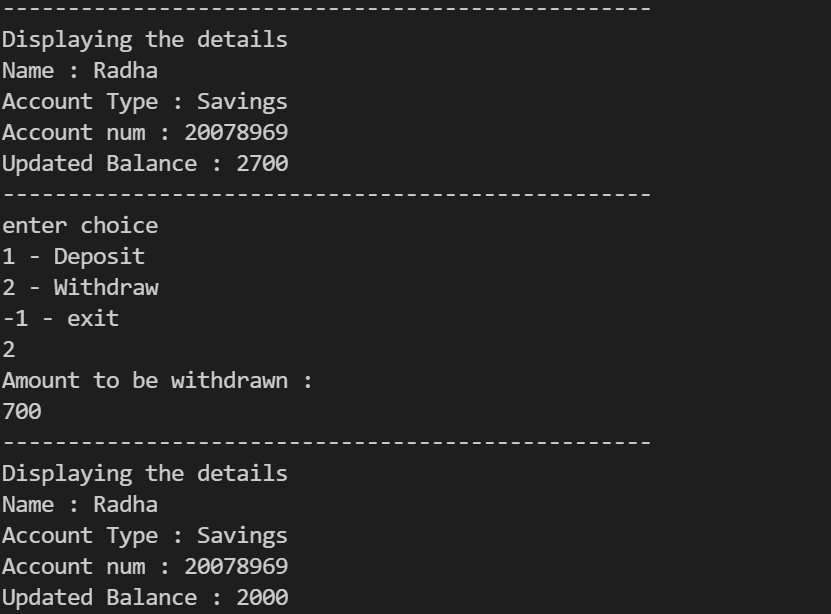 --------------------------------------------------
Displaying the details
Name : Radha
Account Type : Savings
Account num : 20078969
Updated Balance : 2700
--------------------------------------------------
enter choice
1 - Deposit
2 - Withdraw
-1 - exit
2
Amount to be withdrawn :
700
--------------------------------------------------
Displaying the details
Name : Radha
Account Type : Savings
Account num : 20078969
Updated Balance : 2000